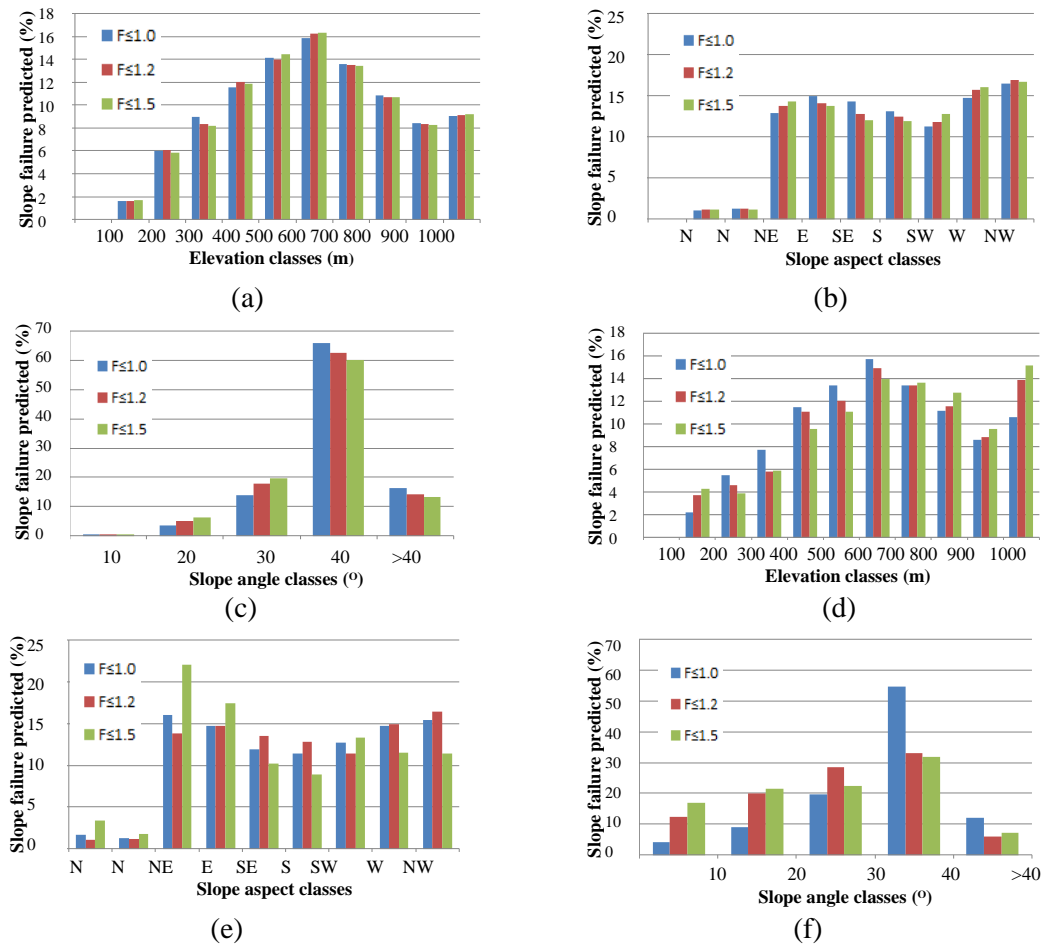 Slope failure predicted (%)
18
16
14
12
10
8
6
4
2
0
F≤1.0
F≤1.2
F≤1.5
100 200 300 400 500 600 700 800 900 1000
Elevation classes (m)
(a)
Slope failure predicted (%)
25
20
15
10
5
0
F≤1.0
F≤1.2
F≤1.5
N N NE E SE S SW W NW
Slope aspect classes
(b)
Slope failure predicted (%)
70
60
50
40
30
20
10
0
F≤1.0
F≤1.2
F≤1.5
10 20 30 40 >40
Slope angle classes (O)
(c)
Slope failure predicted (%)
18
16
14
12
10
8
6
4
2
0
F≤1.0
F≤1.2
F≤1.5
100 200 300 400 500 600 700 800 900 1000
Elevation classes (m)
(d)
Slope failure predicted (%)
25
20
15
10
5
0
F≤1.0
F≤1.2
F≤1.5
N N NE E SE S SW W NW
Slope aspect classes
(e)
Slope failure predicted (%)
70
60
50
40
30
20
10
0
F≤1.0
F≤1.2
F≤1.5
10 20 30 40 >40
Slope angle classes (O)
(f)